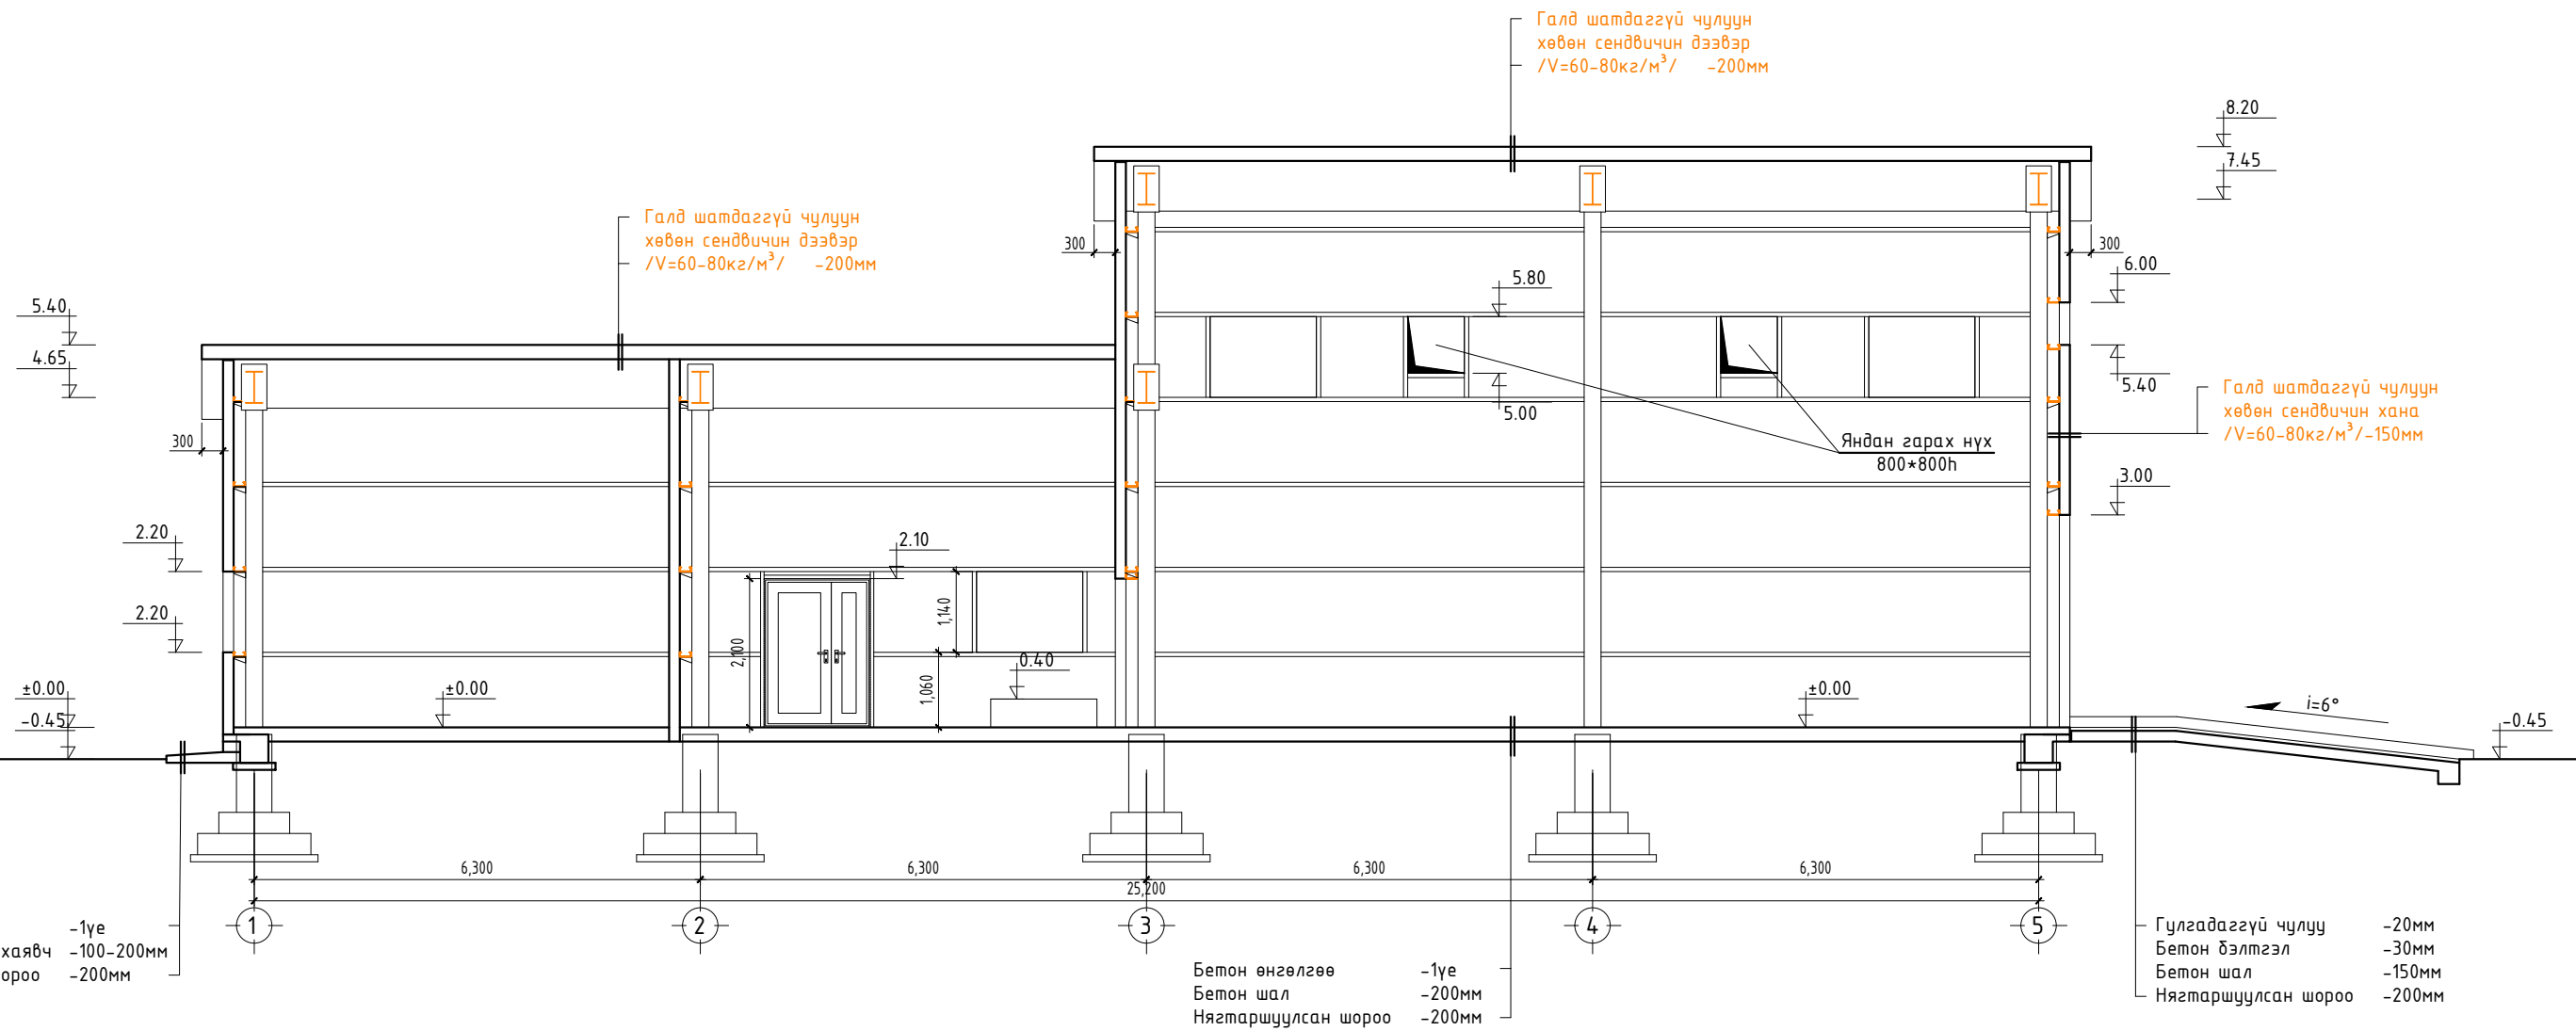 Галд шатдаггүй чулуун
хөвөн сендвичин дээвэр
/V=60-80кг/м³/ -200мм
8.20
7.45
Галд шатдаггүй чулуун
хөвөн сендвичин дээвэр
/V=60-80кг/м³/ -200мм
300
300
6.00
5.80
5.40
4.65
5.40
5.00
Галд шатдаггүй чулуун
хөвөн сендвичин хана
/V=60-80кг/м³/-150мм
300
Яндан гарах нүх
800*800h
3.00
2.20
2.10
2.20
1,140
2,100
0.40
1,060
±0.00
±0.00
±0.00
-0.45
i=6°
-0.45
6,300
6,300
6,300
6,300
25,200
1
2
3
4
5
-1үе
хаявч -100-200мм
ороо -200мм
Бетон өнгөлгөө -1үе
Бетон шал -200мм
Нягтаршуулсан шороо -200мм
Гулгадаггүй чулуу -20мм
Бетон бэлтгэл -30мм
Бетон шал -150мм
Нягтаршуулсан шороо -200мм